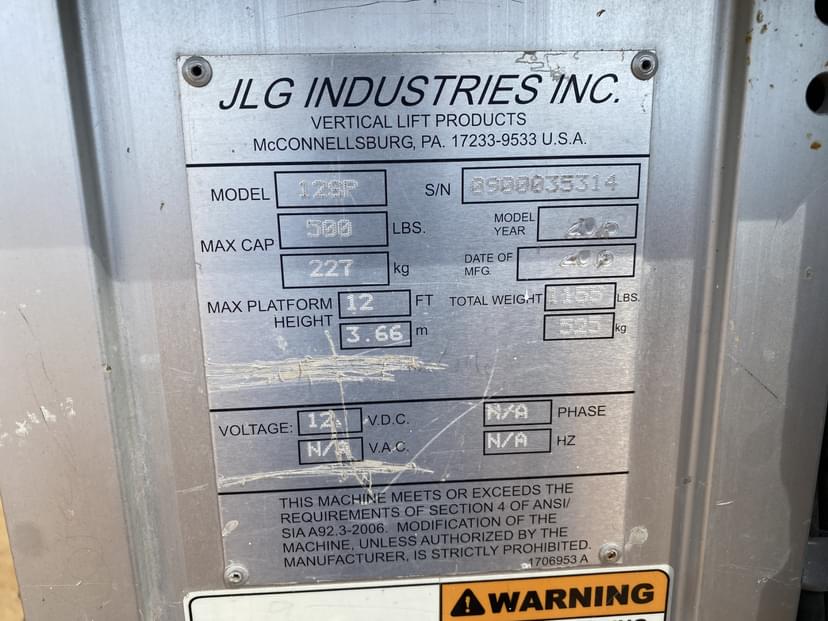 JLG INDUSTRIES INC.
VERTICAL LIFT PRODUCTS
McCONNELLSBURG, PA. 17233-9533 U.S.A.
MODEL 12SP S/N 0900035314
MAX CAP 500 LBS. MODEL YEAR
227 kg DATE OF MFG.
MAX PLATFORM HEIGHT 12 FT TOTAL WEIGHT LBS.
3.66 m 525 kg
VOLTAGE: 12 V.D.C. N/A PHASE
N/A V.A.C. N/A HZ
THIS MACHINE MEETS OR EXCEEDS THE
REQUIREMENTS OF SECTION 4 OF ANSI/
SIA A92.3-2006. MODIFICATION OF THE
MACHINE, UNLESS AUTHORIZED BY THE
MANUFACTURER, IS STRICTLY PROHIBITED.
1706953 A
WARNING